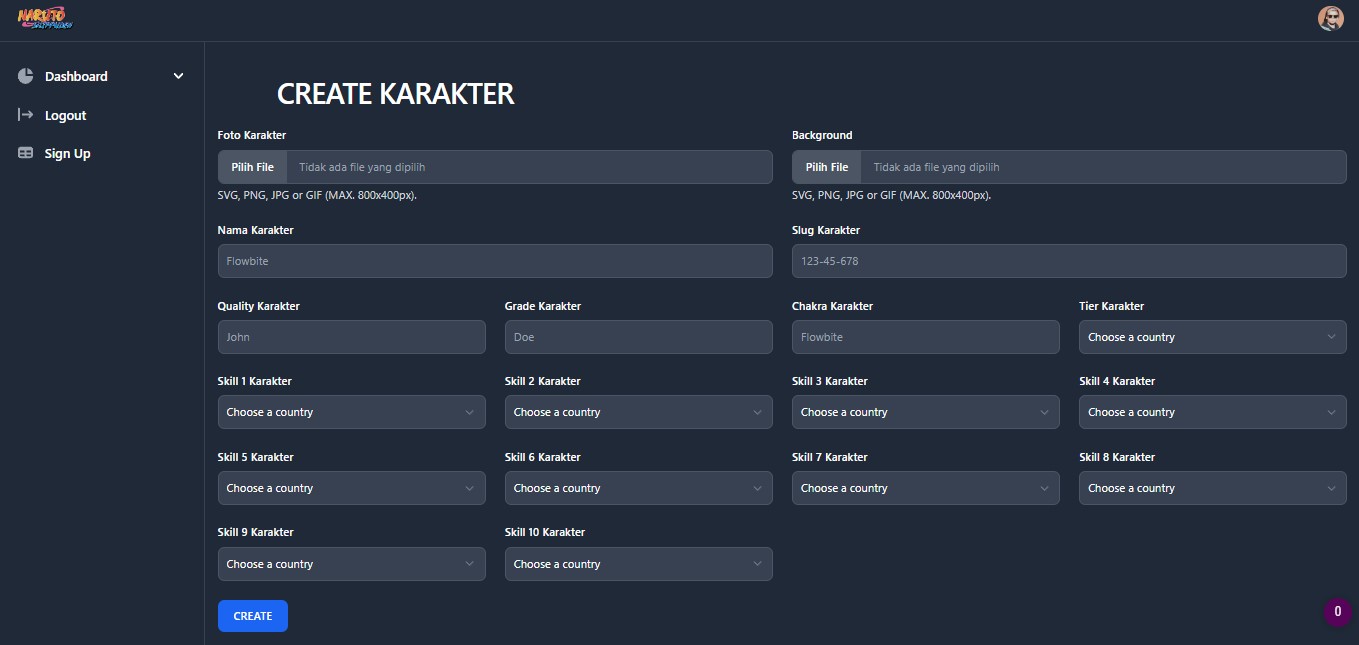 NARUTO
SHIPPUDEN
Dashboard
Logout
Sign Up
CREATE KARAKTER
Foto Karakter Background
Pilih File Tidak ada file yang dipilih Pilih File Tidak ada file yang dipilih
SVG, PNG, JPG or GIF (MAX. 800x400px). SVG, PNG, JPG or GIF (MAX. 800x400px).
Nama Karakter Slug Karakter
Flowbite 123-45-678
Quality Karakter Grade Karakter Chakra Karakter Tier Karakter
John Doe Flowbite Choose a country
Skill 1 Karakter Skill 2 Karakter Skill 3 Karakter Skill 4 Karakter
Choose a country Choose a country Choose a country Choose a country
Skill 5 Karakter Skill 6 Karakter Skill 7 Karakter Skill 8 Karakter
Choose a country Choose a country Choose a country Choose a country
Skill 9 Karakter Skill 10 Karakter
Choose a country Choose a country
CREATE
0